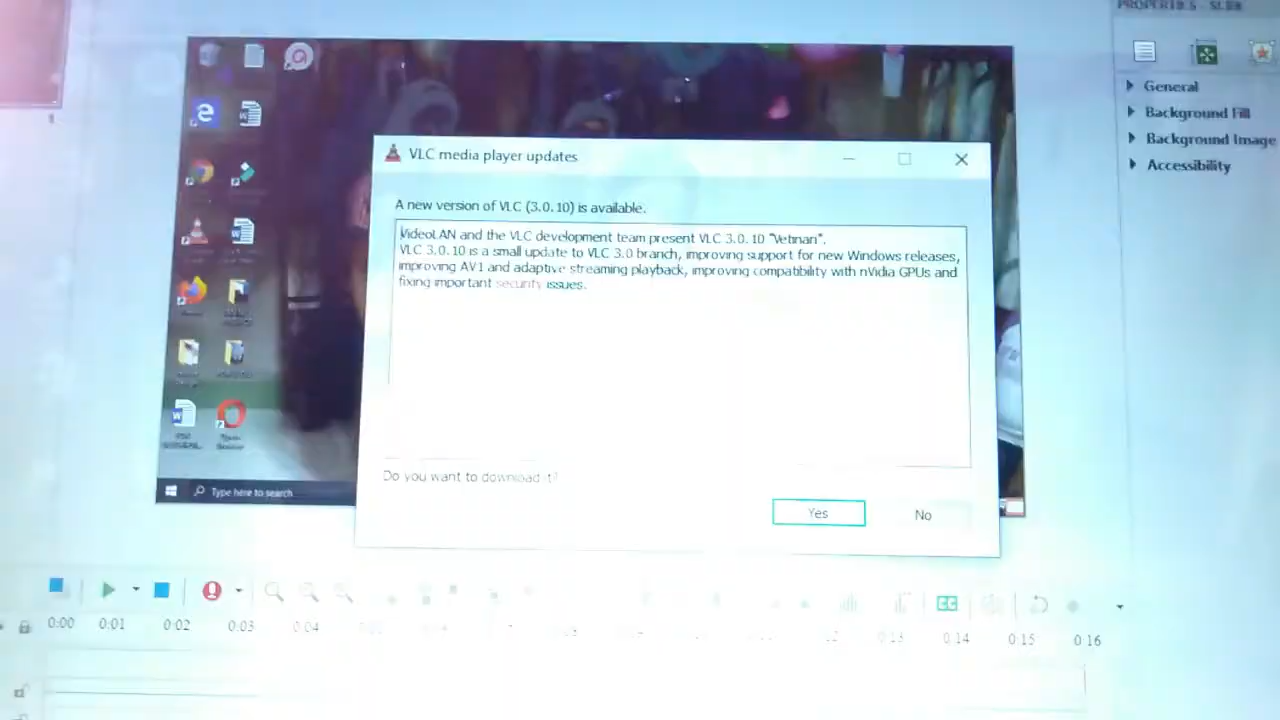 PROPERTIES - SLIDE
General
Background Fill
Background Image
Accessibility
VLC media player updates
A new version of VLC (3.0.10) is available.
VideoLAN and the VLC development team present VLC 3.0.10 "Vetinari".
VLC 3.0.10 is a small update to VLC 3.0 branch, improving support for new Windows releases,
improving AV1 and adaptive streaming playback, improving compatibility with nVidia GPUs and
fixing important security issues.
Do you want to download it?
Yes No
Type here to search
CC
0:00 0:01 0:02 0:03 0:04 0:13 0:14 0:15 0:16